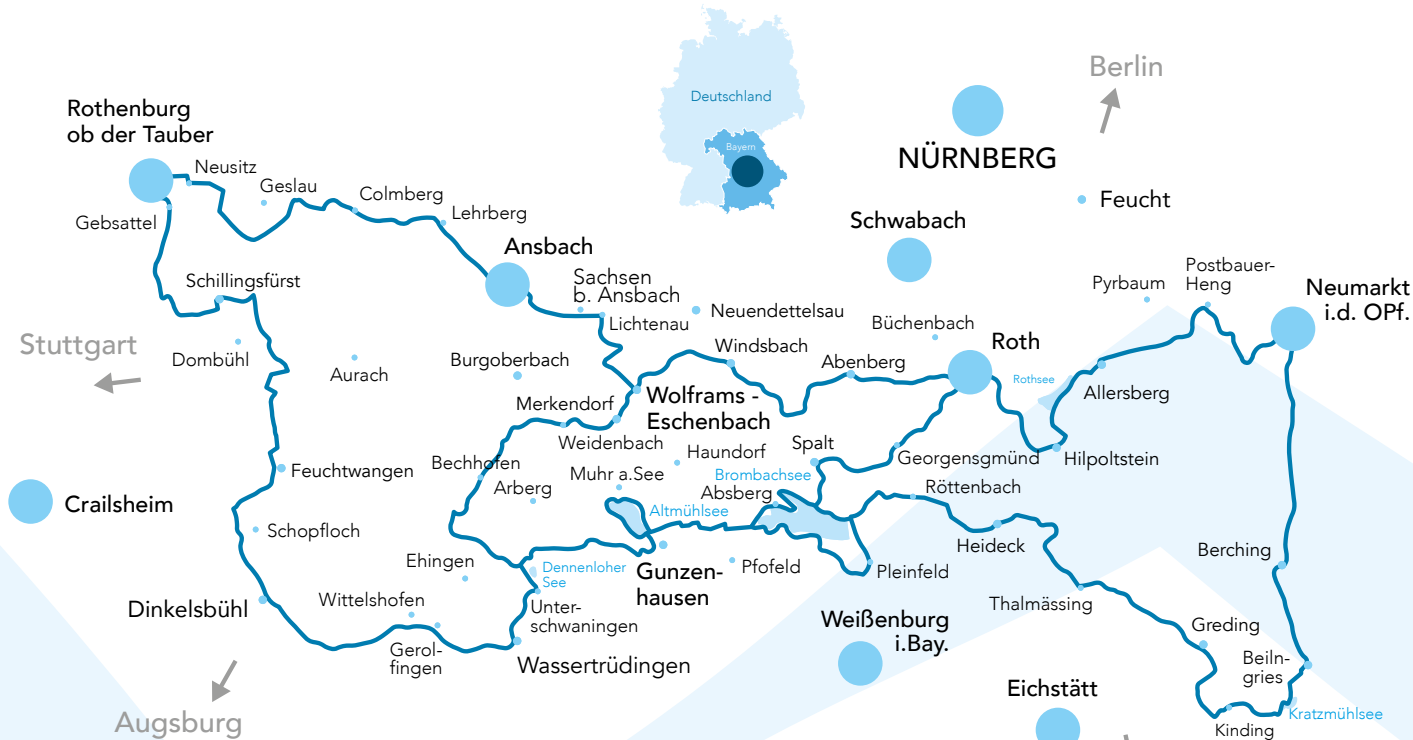 Berlin
Deutschland
Rothenburg
ob der Tauber
Bayern
NÜRNBERG
Neusitz
Geslau
Colmberg
Lehrberg
Gebsattel
Feucht
Schwabach
Ansbach
Sachsen
b. Ansbach
Postbauer-
Heng
Pyrbaum
Neumarkt
i.d. OPf.
Schillingsfürst
Neuendettelsau
Lichtenau
Büchenbach
Stuttgart
Dombühl
Aurach
Burgoberbach
Windsbach
Abenberg
Roth
Rothsee
Allersberg
Merkendorf
Wolframs -
Eschenbach
Weidenbach
Haundorf
Spalt
Georgensgmünd
Hilpoltstein
Feuchtwangen
Bechhofen
Arberg
Muhr a.See
Brombachsee
Absberg
Röttenbach
Crailsheim
Altmühlsee
Schopfloch
Heideck
Berching
Ehingen
Dennenloher
See
Gunzen-
hausen
Pfofeld
Pleinfeld
Dinkelsbühl
Wittelshofen
Unter-
schwaningen
Thalmässing
Weißenburg
i.Bay.
Greding
Gerol-
fingen
Wassertrüdingen
Beiln-
gries
Eichstätt
Augsburg
Kratzmühlsee
Kinding